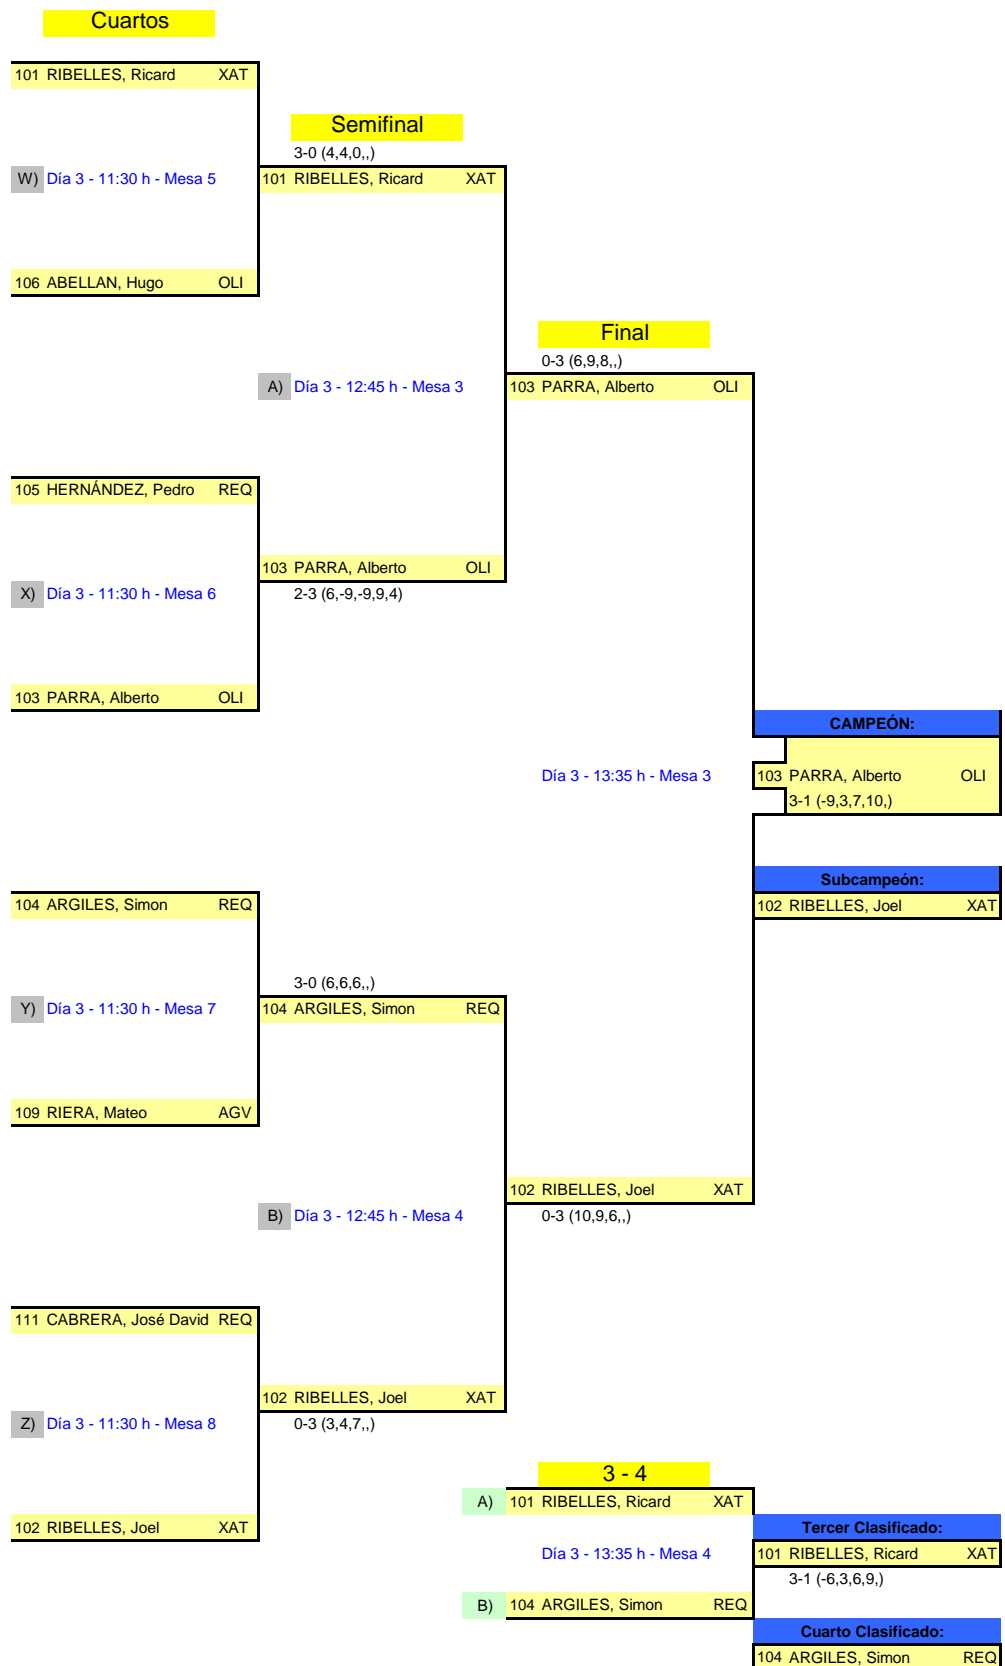 Cuartos
101 RIBELLES, Ricard XAT
Semifinal
3-0 (4,4,0,,)
W) Día 3 - 11:30 h - Mesa 5
101 RIBELLES, Ricard XAT
106 ABELLAN, Hugo OLI
Final
0-3 (6,9,8,,)
A) Día 3 - 12:45 h - Mesa 3
103 PARRA, Alberto OLI
105 HERNÁNDEZ, Pedro REQ
103 PARRA, Alberto OLI
X) Día 3 - 11:30 h - Mesa 6
2-3 (6,-9,-9,9,4)
103 PARRA, Alberto OLI
CAMPEÓN:
Día 3 - 13:35 h - Mesa 3
103 PARRA, Alberto OLI
3-1 (-9,3,7,10,)
Subcampeón:
104 ARGILES, Simon REQ
102 RIBELLES, Joel XAT
3-0 (6,6,6,,)
Y) Día 3 - 11:30 h - Mesa 7
104 ARGILES, Simon REQ
109 RIERA, Mateo AGV
102 RIBELLES, Joel XAT
B) Día 3 - 12:45 h - Mesa 4
0-3 (10,9,6,,)
111 CABRERA, José David REQ
102 RIBELLES, Joel XAT
Z) Día 3 - 11:30 h - Mesa 8
0-3 (3,4,7,,)
3 - 4
A) 101 RIBELLES, Ricard XAT
102 RIBELLES, Joel XAT
Tercer Clasificado:
Día 3 - 13:35 h - Mesa 4
101 RIBELLES, Ricard XAT
3-1 (-6,3,6,9,)
B) 104 ARGILES, Simon REQ
Cuarto Clasificado:
104 ARGILES, Simon REQ